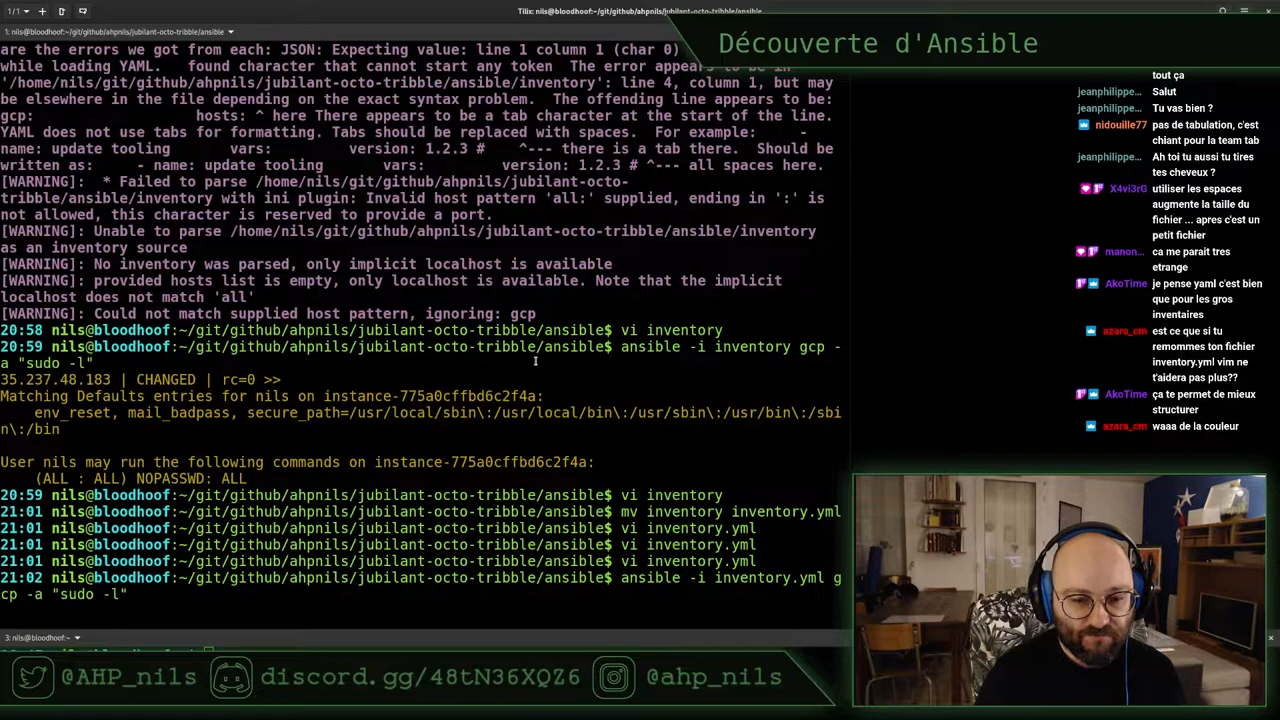 1/1
Tilix: nils@bloodhoof:~/git/github/ahpnils/jubilant-octo-tribble/ansible
1: nils@bloodhoof:~/git/github/ahpnils/jubilant-octo-tribble/ansible
Découverte d'Ansible
are the errors we got from each: JSON: Expecting value: line 1 column 1 (char 0)
while loading YAML.   found character that cannot start any token  The error appears to be in
'/home/nils/git/github/ahpnils/jubilant-octo-tribble/ansible/inventory': line 4, column 1, but may
be elsewhere in the file depending on the exact syntax problem.  The offending line appears to be:
gcp:                    hosts: ^ here There appears to be a tab character at the start of the line.
YAML does not use tabs for formatting. Tabs should be replaced with spaces.  For example:     -
name: update tooling      vars:      version: 1.2.3 #    ^--- there is a tab there.  Should be
written as:     - name: update tooling      vars:       version: 1.2.3 # ^--- all spaces here.
[WARNING]:  * Failed to parse /home/nils/git/github/ahpnils/jubilant-octo-
tribble/ansible/inventory with ini plugin: Invalid host pattern 'all:' supplied, ending in ':' is
not allowed, this character is reserved to provide a port.
[WARNING]: Unable to parse /home/nils/git/github/ahpnils/jubilant-octo-tribble/ansible/inventory
as an inventory source
[WARNING]: No inventory was parsed, only implicit localhost is available
[WARNING]: provided hosts list is empty, only localhost is available. Note that the implicit
localhost does not match 'all'
[WARNING]: Could not match supplied host pattern, ignoring: gcp
20:58 nils@bloodhoof:~/git/github/ahpnils/jubilant-octo-tribble/ansible$ vi inventory
20:59 nils@bloodhoof:~/git/github/ahpnils/jubilant-octo-tribble/ansible$ ansible -i inventory gcp -
a "sudo -l"
35.237.48.183 | CHANGED | rc=0 >>
Matching Defaults entries for nils on instance-775a0cffbd6c2f4a:
    env_reset, mail_badpass, secure_path=/usr/local/sbin\:/usr/local/bin\:/usr/sbin\:/usr/bin\:/sbi
n\:/bin
User nils may run the following commands on instance-775a0cffbd6c2f4a:
    (ALL : ALL) NOPASSWD: ALL
20:59 nils@bloodhoof:~/git/github/ahpnils/jubilant-octo-tribble/ansible$ vi inventory
21:01 nils@bloodhoof:~/git/github/ahpnils/jubilant-octo-tribble/ansible$ mv inventory inventory.yml
21:01 nils@bloodhoof:~/git/github/ahpnils/jubilant-octo-tribble/ansible$ vi inventory.yml
21:01 nils@bloodhoof:~/git/github/ahpnils/jubilant-octo-tribble/ansible$ vi inventory.yml
21:01 nils@bloodhoof:~/git/github/ahpnils/jubilant-octo-tribble/ansible$ vi inventory.yml
21:02 nils@bloodhoof:~/git/github/ahpnils/jubilant-octo-tribble/ansible$ ansible -i inventory.yml g
cp -a "sudo -l"
3: nils@bloodhoof:~
tout ça
jeanphilippe... Salut
jeanphilippe... Tu vas bien ?
nidouille77 pas de tabulation, c'est
chiant pour la team tab
jeanphilippe... Ah toi tu aussi tu tires
tes cheveux ?
X4vi3rG utiliser les espaces
augmente la taille du
fichier ... apres c'est un
petit fichier
manon... ca me parait tres
etrange
AkoTime je pense yaml c'est bien
que pour les gros
inventaires
azara_cm est ce que si tu
remommes ton fichier
inventory.yml vim ne
t'aidera pas plus??
AkoTime ça te permet de mieux
structurer
azara_cm waaa de la couleur
@AHP_nils
discord.gg/48tN36XQZ6
@ahp_nils